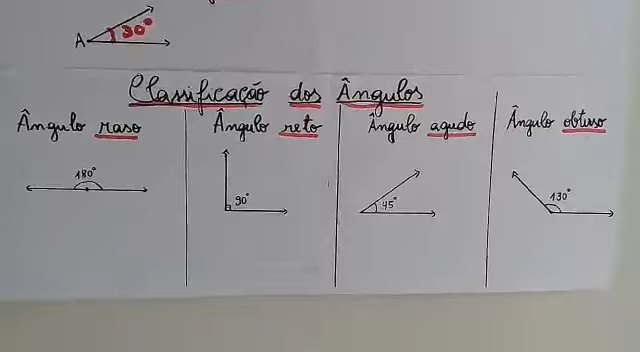 A 30°
Classificação dos Ângulos
Ângulo raso
180°
Ângulo reto
90°
Ângulo agudo
45°
Ângulo obtuso
130°